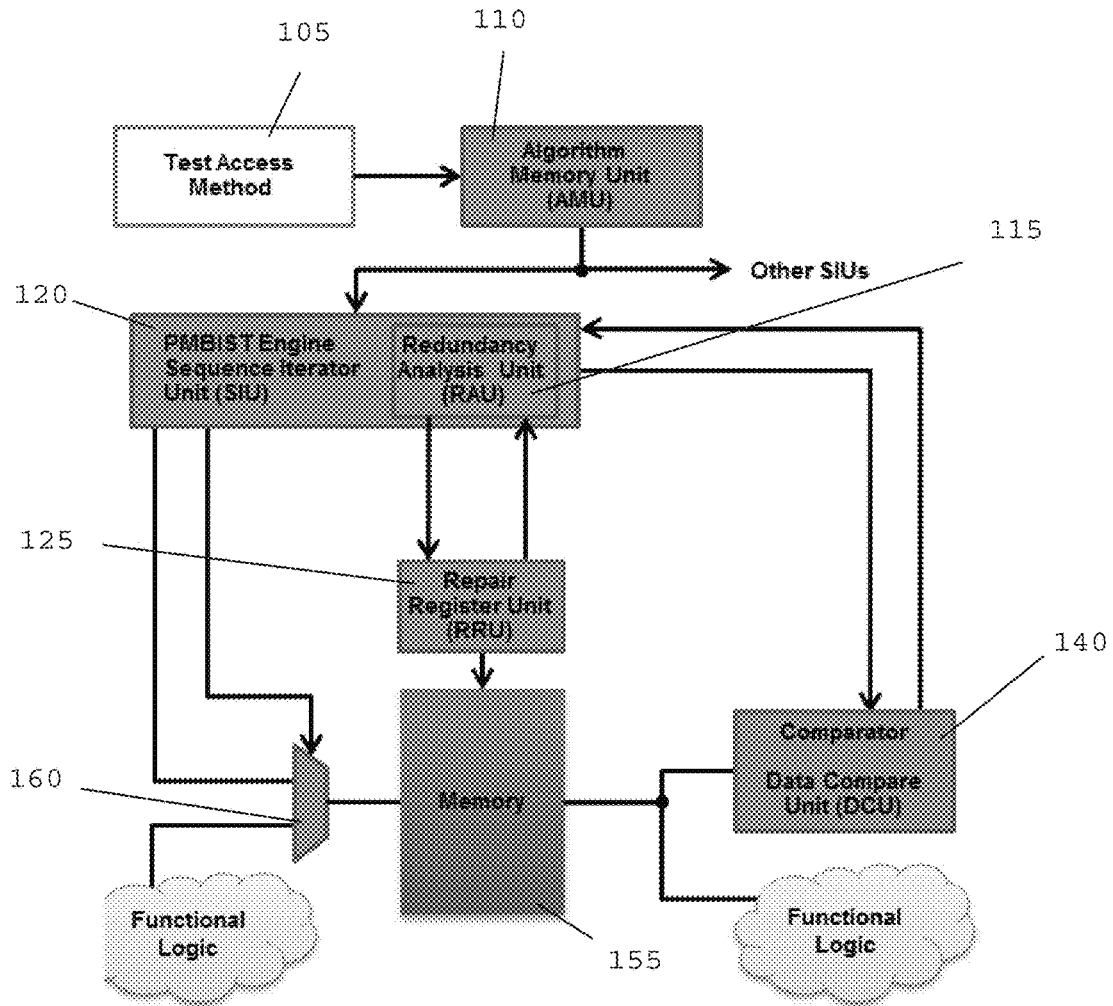 105
110
Test Access
Method
Algorithm
Memory Unit
(AMU)
115
Other SIUs
120
PMBIST Engine
Sequence Iterator
Unit (SIU)
Redundancy
Analysis Unit
(RAU)
125
Repair
Register Unit
(RRU)
140
Comparator
Data Compare
Unit (DCU)
160
Memory
Functional
Logic
Functional
Logic
155